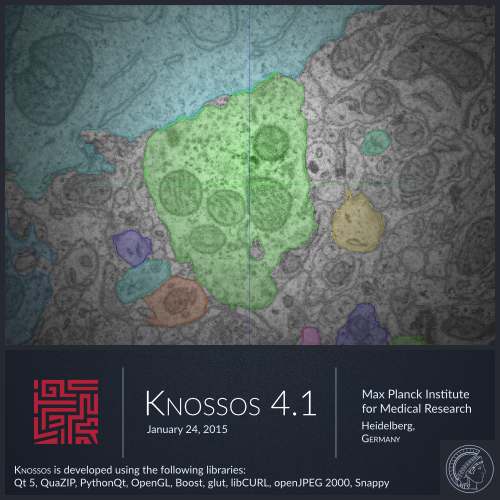 Knossos 4.1
January 24, 2015
Max Planck Institute
for Medical Research
Heidelberg,
Germany
Knossos is developed using the following libraries:
Qt 5, QuaZIP, PythonQt, OpenGL, Boost, glut, libCURL, openJPEG 2000, Snappy